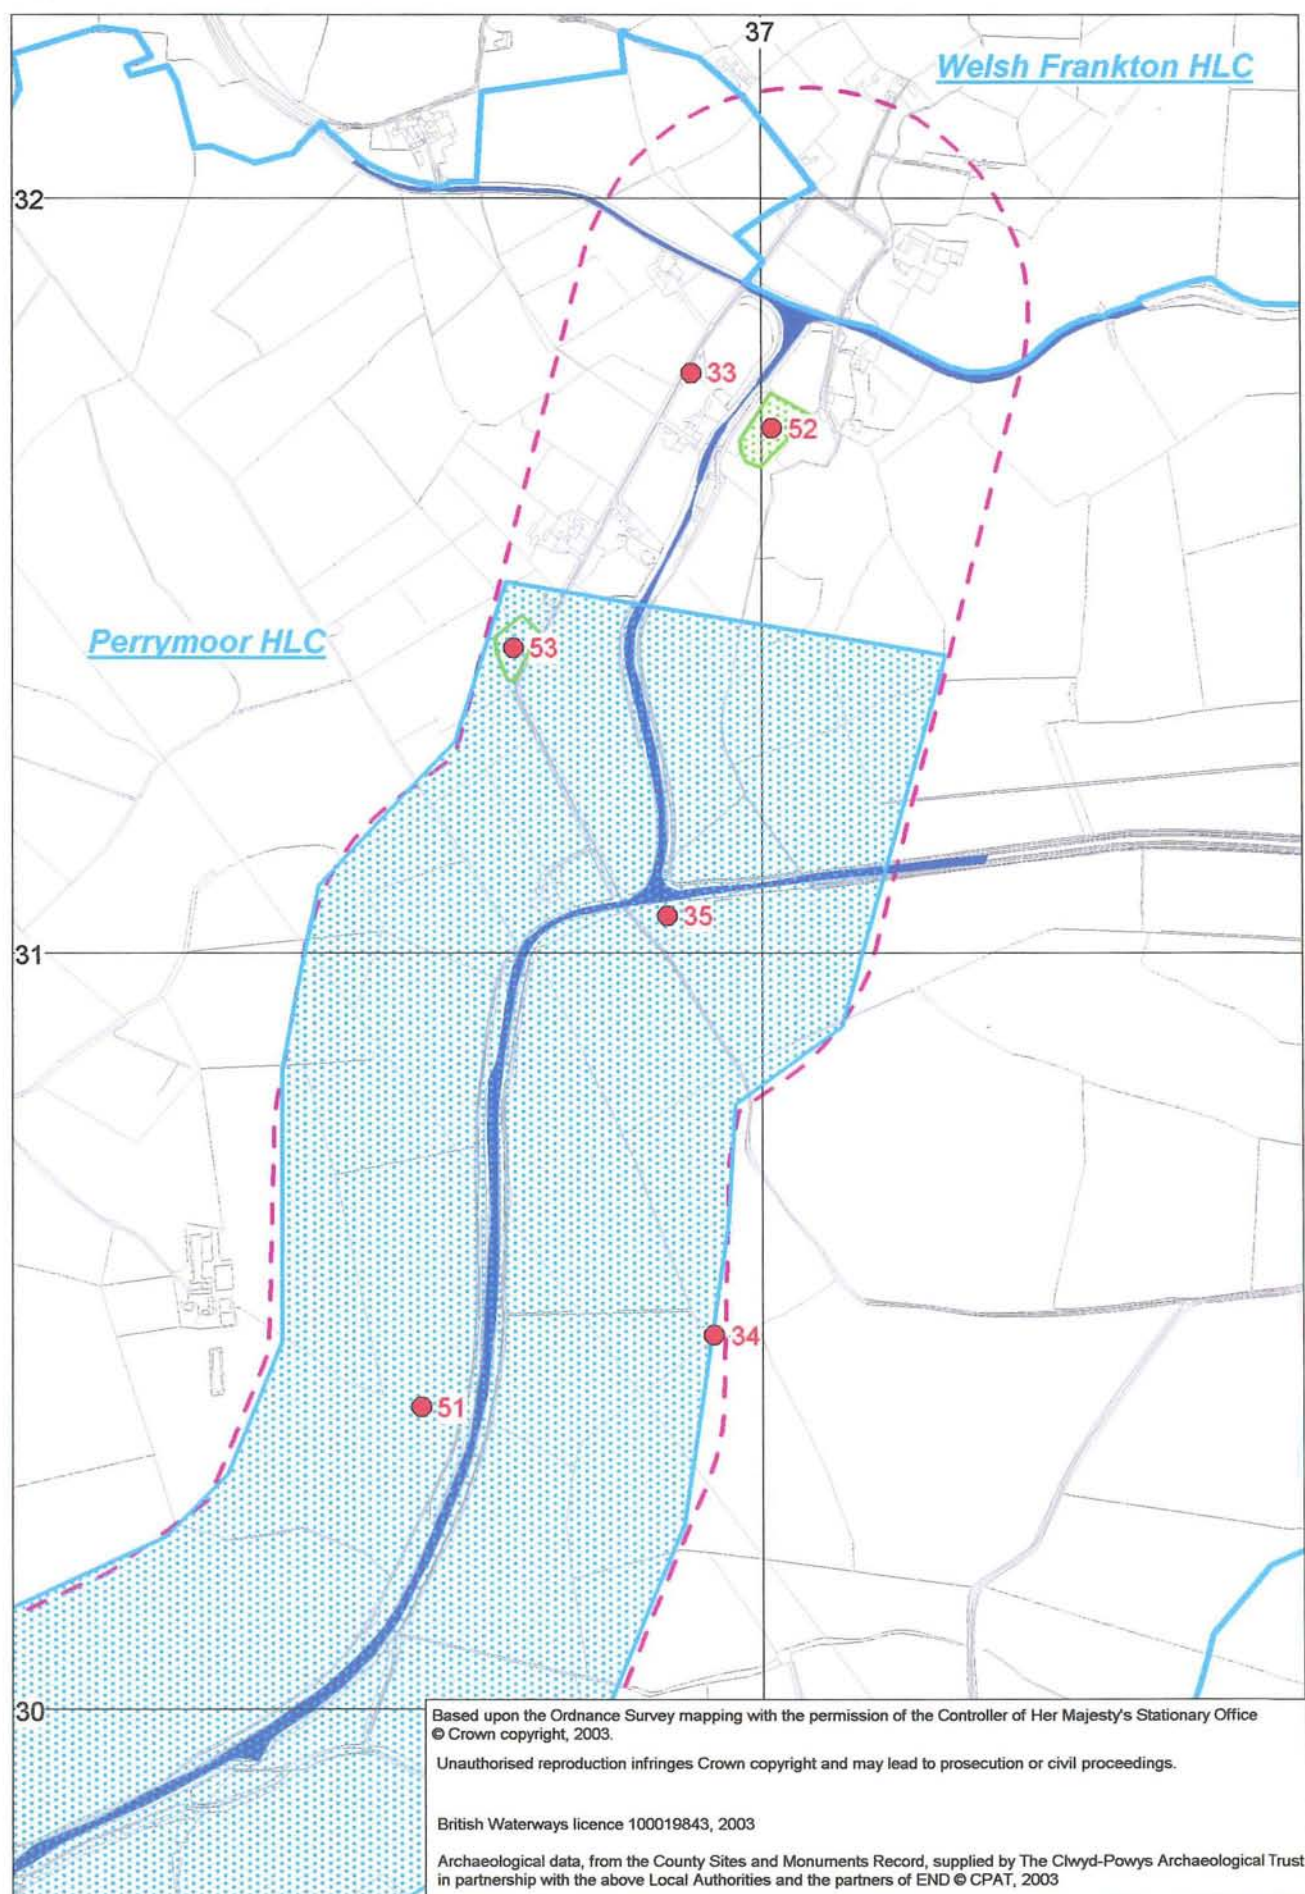 37
Welsh Frankton HLC
32
33
52
Perrymoor HLC
53
35
31
34
51
30
Based upon the Ordnance Survey mapping with the permission of the Controller of Her Majesty's Stationary Office
© Crown copyright, 2003.
Unauthorised reproduction infringes Crown copyright and may lead to prosecution or civil proceedings.
British Waterways licence 100019843, 2003
Archaeological data, from the County Sites and Monuments Record, supplied by The Clwyd-Powys Archaeological Trust
in partnership with the above Local Authorities and the partners of END © CPAT, 2003